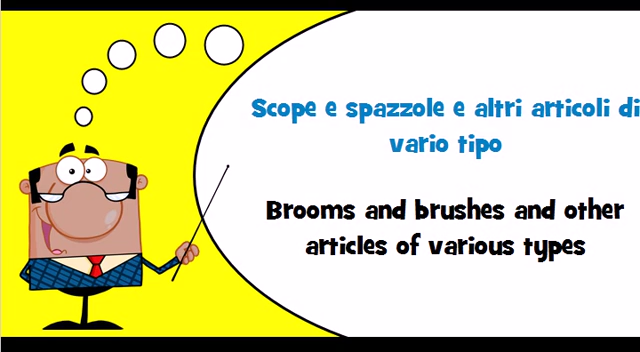 Scope e spazzole e altri articoli di
vario tipo
Brooms and brushes and other
articles of various types